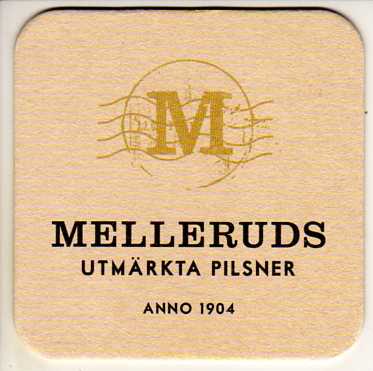 M
MELLERUDS
UTMÄRKTA PILSNER
ANNO 1904